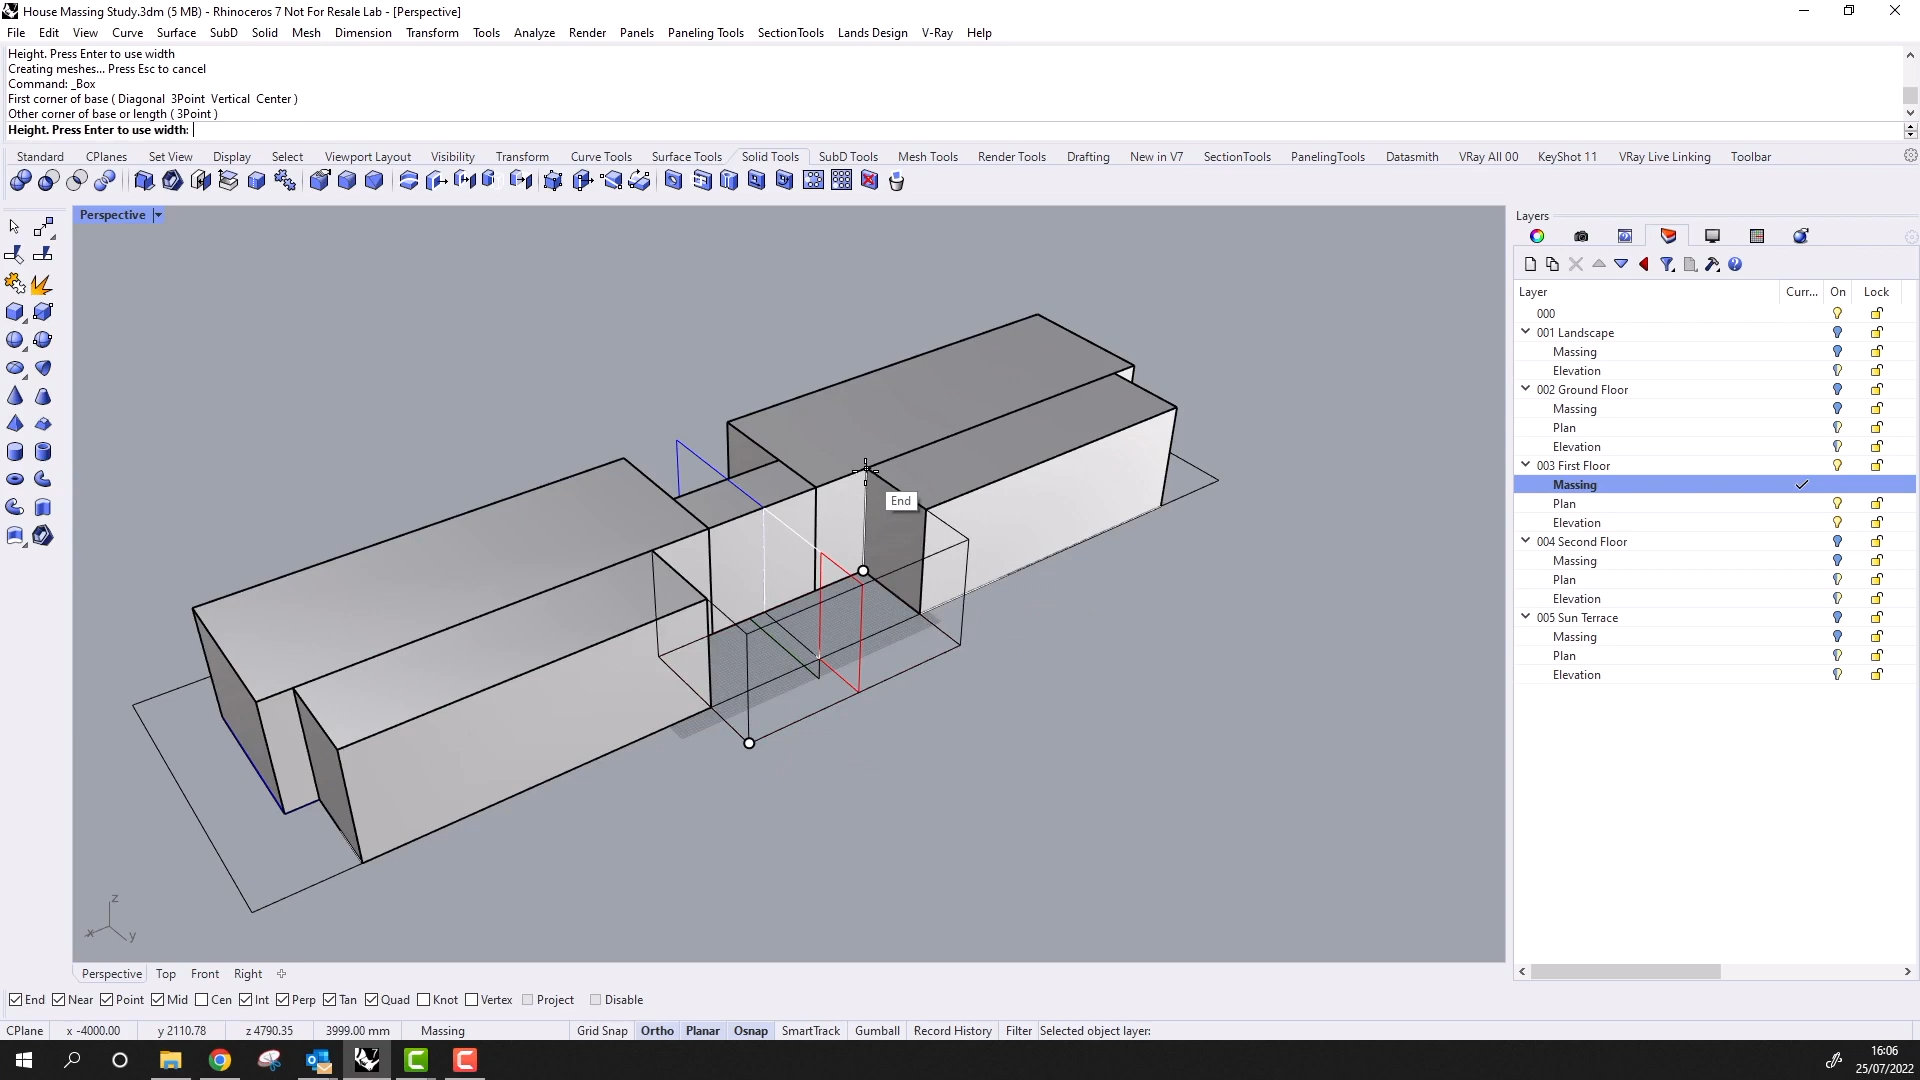 House Massing Study.3dm (5 MB) - Rhinoceros 7 Not For Resale Lab - [Perspective]
File Edit View Curve Surface SubD Solid Mesh Dimension Transform Tools Analyze Render Panels Paneling Tools SectionTools Lands Design V-Ray Help
Height. Press Enter to use width
Creating meshes... Press Esc to cancel
Command: _Box
First corner of base ( Diagonal 3Point Vertical Center )
Other corner of base or length ( 3Point )
Height. Press Enter to use width:
Standard CPlanes Set View Display Select Viewport Layout Visibility Transform Curve Tools Surface Tools Solid Tools SubD Tools Mesh Tools Render Tools Drafting New in V7 SectionTools PanelingTools Datasmith VRay All 00 KeyShot 11 VRay Live Linking Toolbar
Perspective
Layers
Layer Curr... On Lock
000
001 Landscape
Massing
Elevation
002 Ground Floor
Massing
Plan
Elevation
003 First Floor
Massing
Plan
Elevation
004 Second Floor
Massing
Plan
Elevation
005 Sun Terrace
Massing
Plan
Elevation
End
z
x
y
Perspective Top Front Right
End Near Point Mid Cen Int Perp Tan Quad Knot Vertex Project Disable
CPlane x -4000.00 y 2110.78 z 4790.35 3999.00 mm Massing Grid Snap Ortho Planar Osnap SmartTrack Gumball Record History Filter Selected object layer:
16:06
25/07/2022